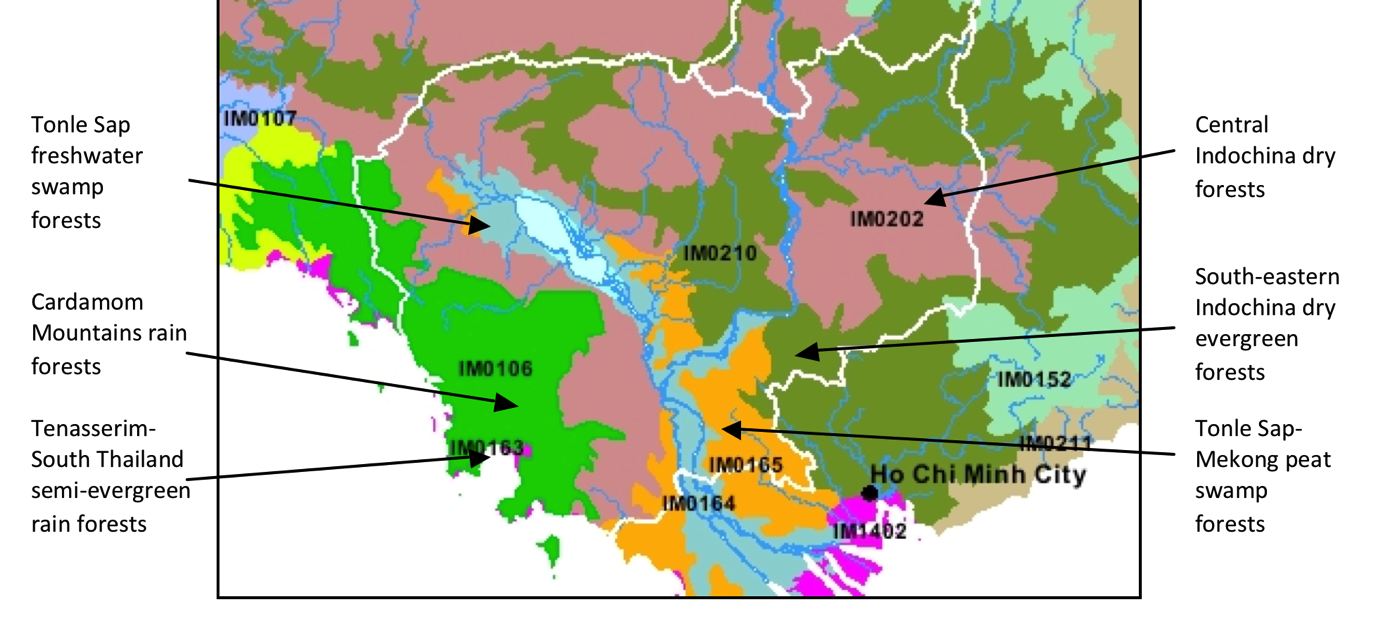 Tonle Sap
freshwater
swamp
forests
Cardamom
Mountains rain
forests
Tenasserim-
South Thailand
semi-evergreen
rain forests
IM0107
IM0202
IM0210
IM0106
IM0152
IM0163
IM0211
IM0165
Ho Chi Minh City
IM0164
IM1402
Central
Indochina dry
forests
South-eastern
Indochina dry
evergreen
forests
Tonle Sap-
Mekong peat
swamp
forests